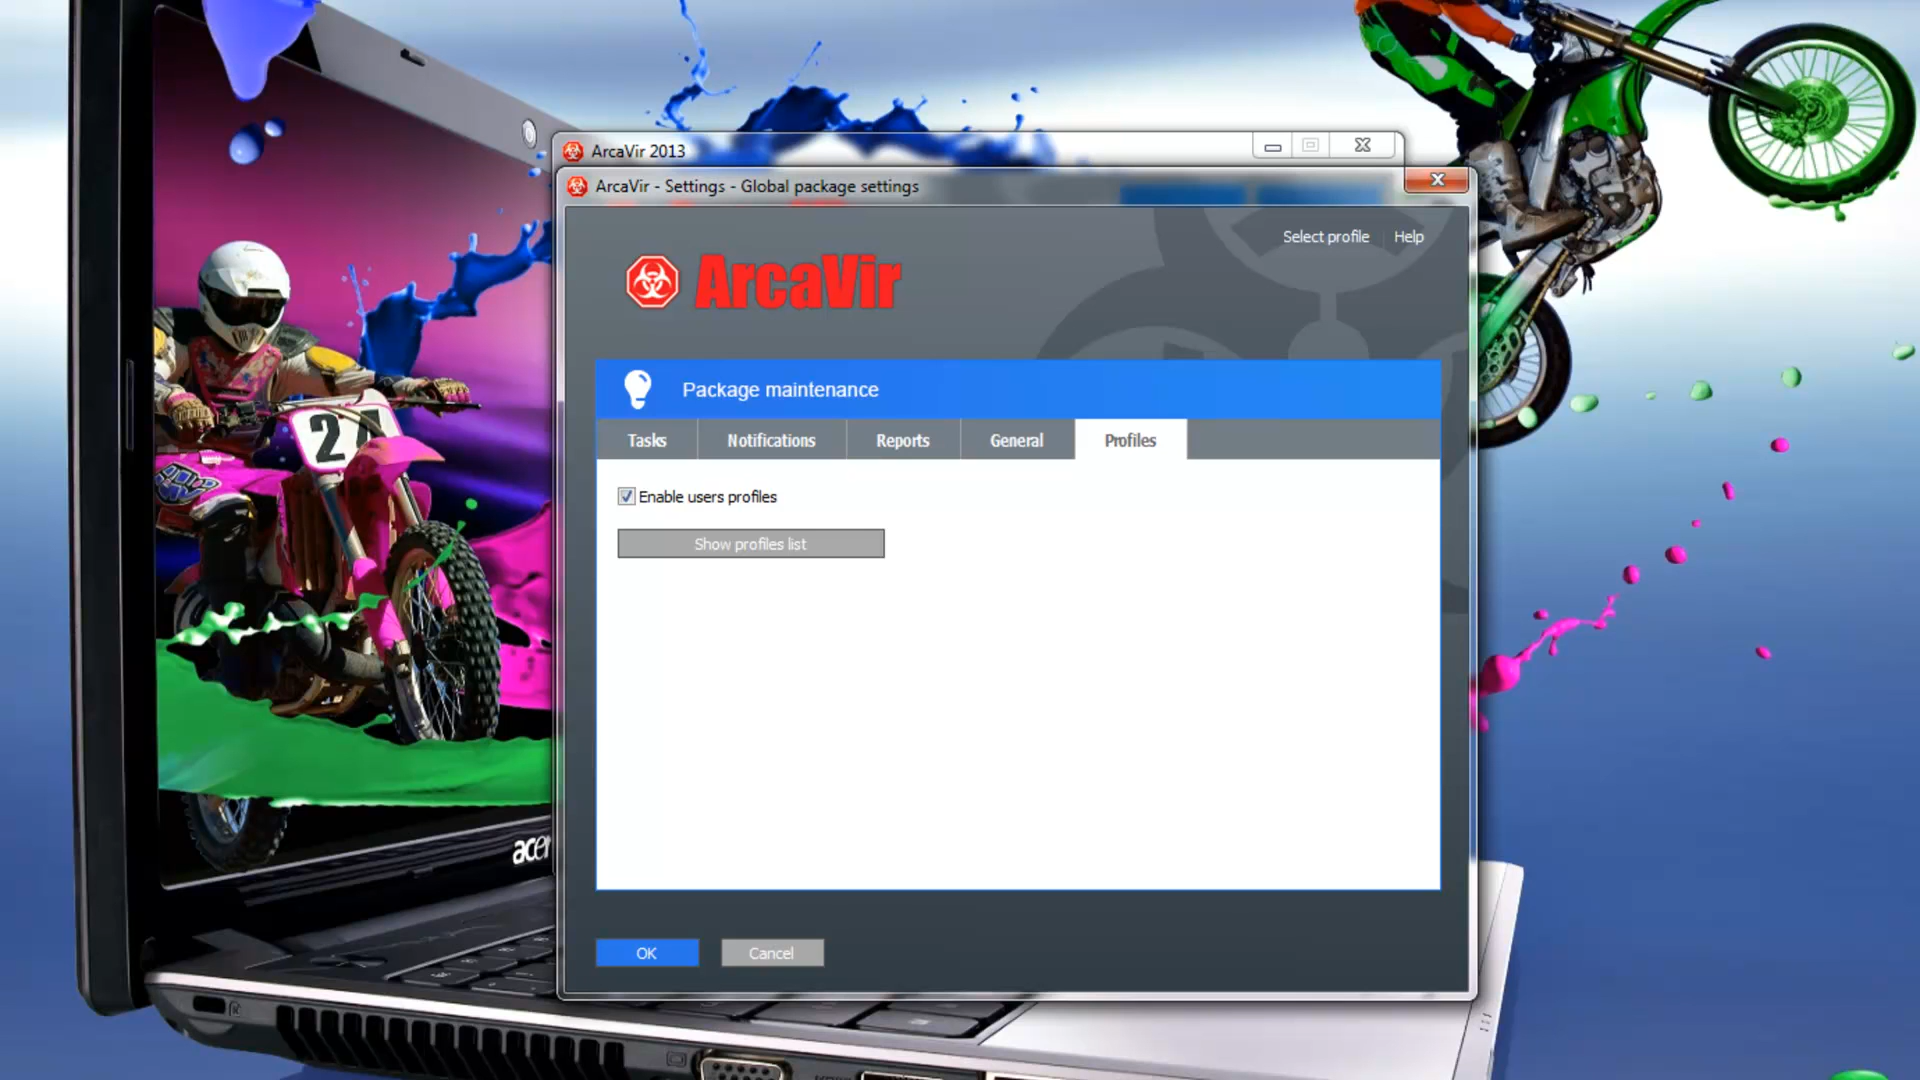 ArcaVir 2013
ArcaVir - Settings - Global package settings
Select profile Help
ArcaVir
Package maintenance
Tasks Notifications Reports General Profiles
Enable users profiles
Show profiles list
OK Cancel
acer